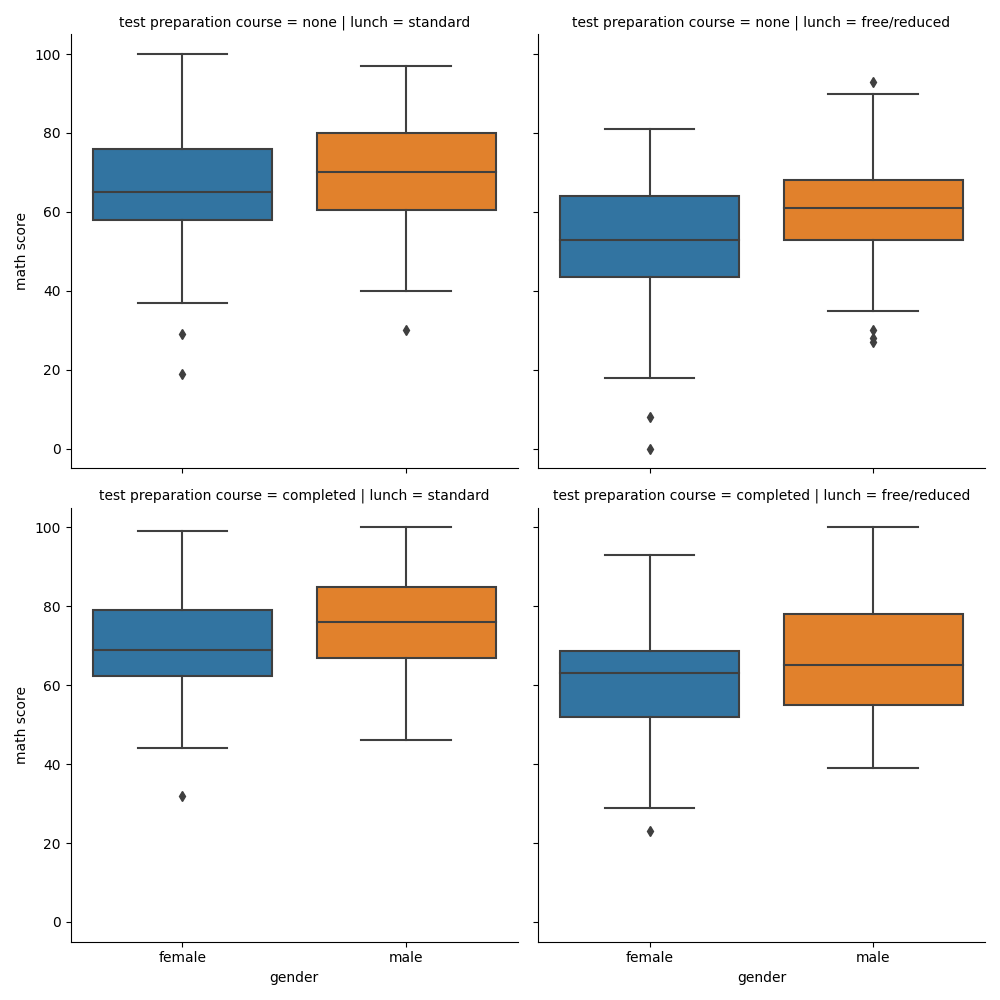 test preparation course = none | lunch = standard
test preparation course = none | lunch = free/reduced
100
80
60
40
20
0
math score
test preparation course = completed | lunch = standard
test preparation course = completed | lunch = free/reduced
100
80
60
40
20
0
math score
female
male
female
male
gender
gender